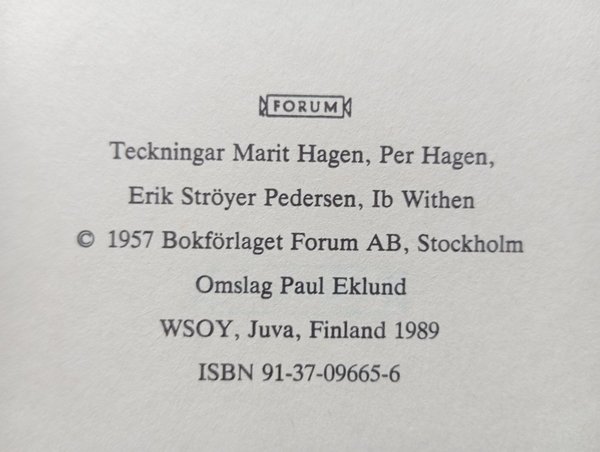 FORUM
Teckningar Marit Hagen, Per Hagen,
Erik Ströyer Pedersen, Ib Withen
© 1957 Bokförlaget Forum AB, Stockholm
Omslag Paul Eklund
WSOY, Juva, Finland 1989
ISBN 91-37-09665-6